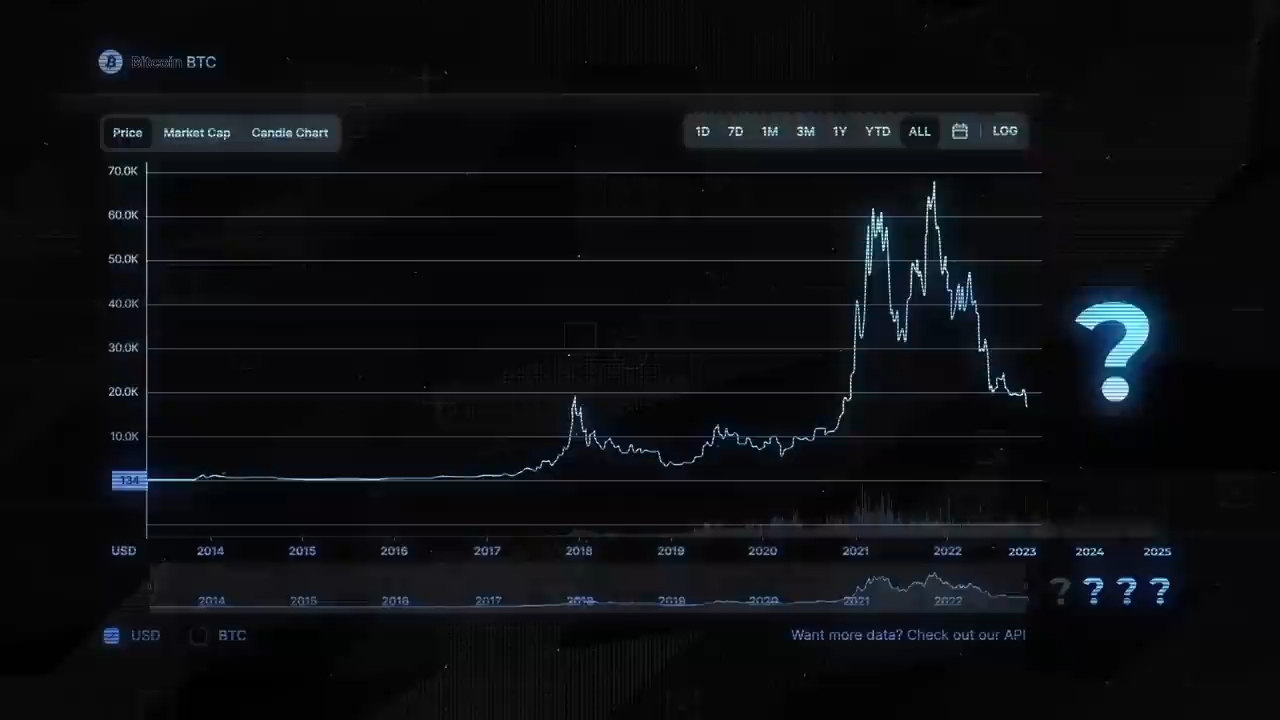 Bitcoin BTC
Price Market Cap Candle Chart
1D 7D 1M 3M 1Y YTD ALL LOG
70.0K
60.0K
50.0K
40.0K
30.0K
20.0K
10.0K
134
?
USD 2014 2015 2016 2017 2018 2019 2020 2021 2022 2023 2024 2025
2014 2015 2016 2017 2018 2019 2020 2021 2022 ? ? ? ?
USD BTC
Want more data? Check out our API